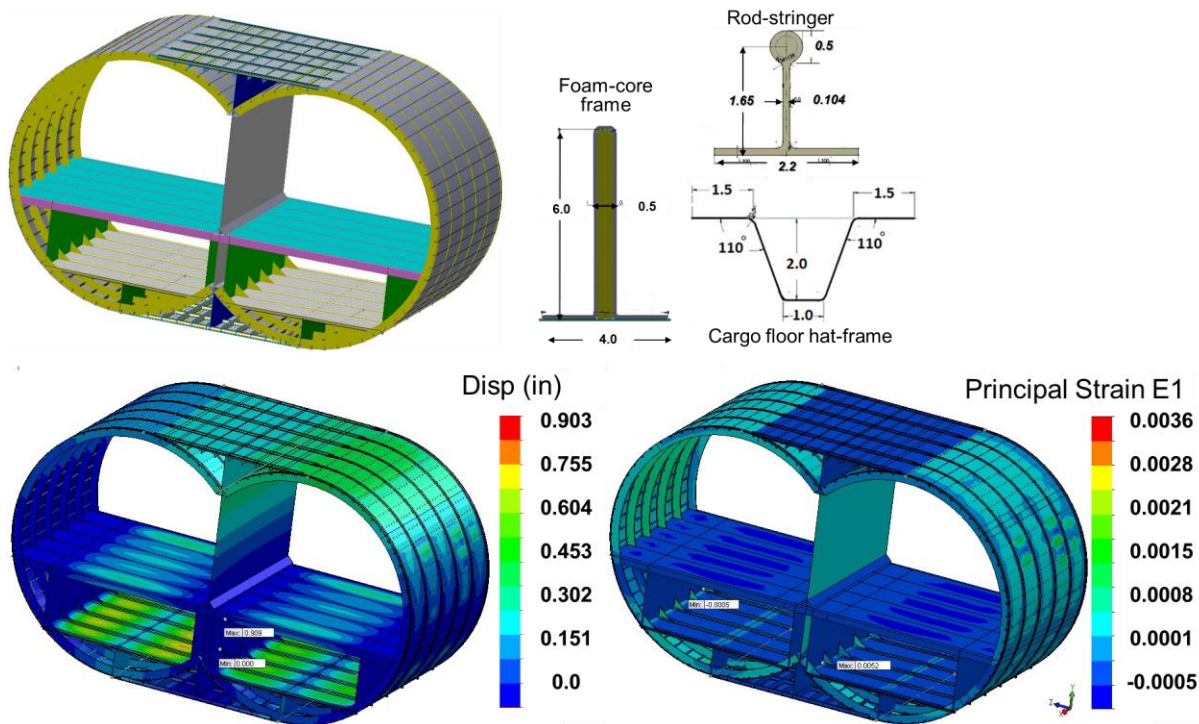 Rod-stringer
0.5
1.65
0.104
2.2
Foam-core
frame
6.0
0.5
4.0
1.5
1.5
110°
110°
2.0
1.0
Cargo floor hat-frame
Disp (in)
0.903
0.755
0.604
0.453
0.302
0.151
0.0
Max: 0.909
Min: 0.000
Principal Strain E1
0.0036
0.0028
0.0021
0.0015
0.0008
0.0001
-0.0005
Min: -0.0005
Max: 0.0052
Y
Z
X